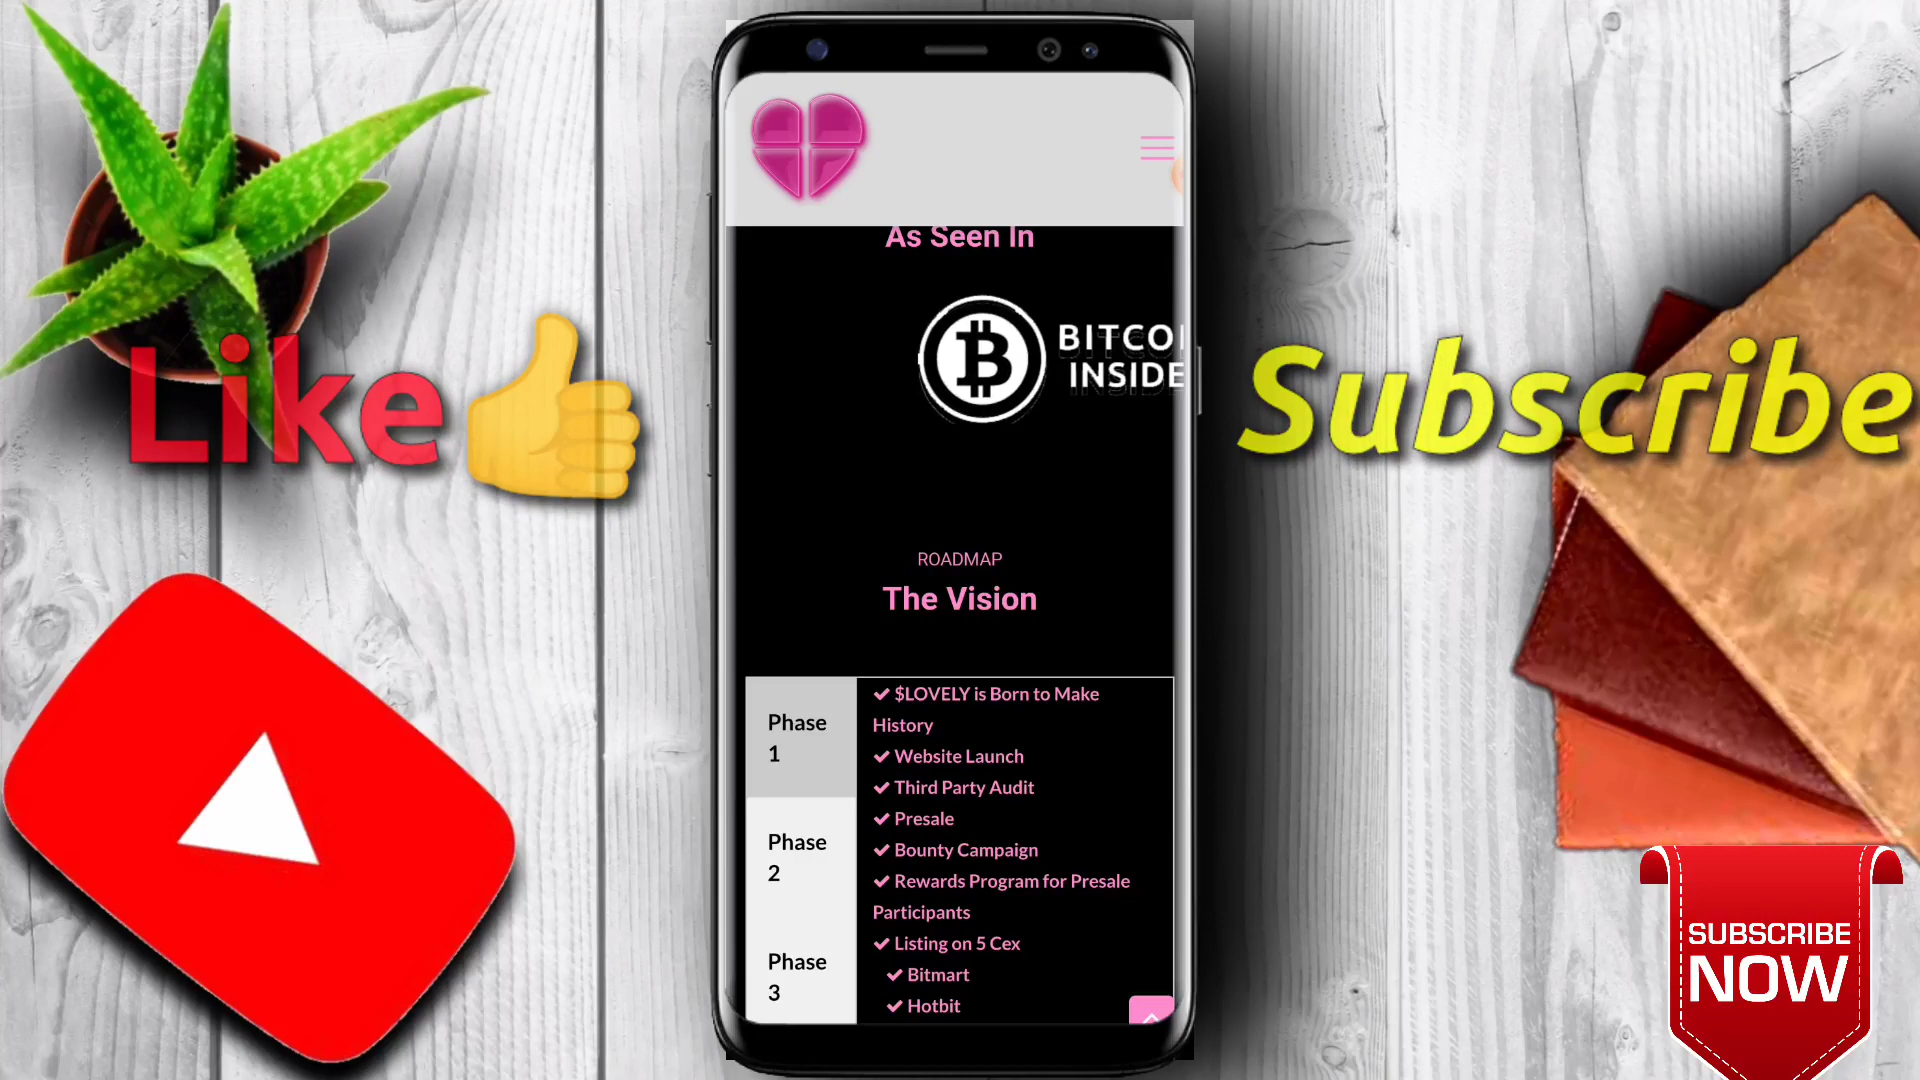 As Seen In
BITCOI
INSIDE
Like
Subscribe
ROADMAP
The Vision
Phase
1
Phase
2
Phase
3
$LOVELY is Born to Make
History
Website Launch
Third Party Audit
Presale
Bounty Campaign
Rewards Program for Presale
Participants
Listing on 5 Cex
Bitmart
Hotbit
SUBSCRIBE
NOW